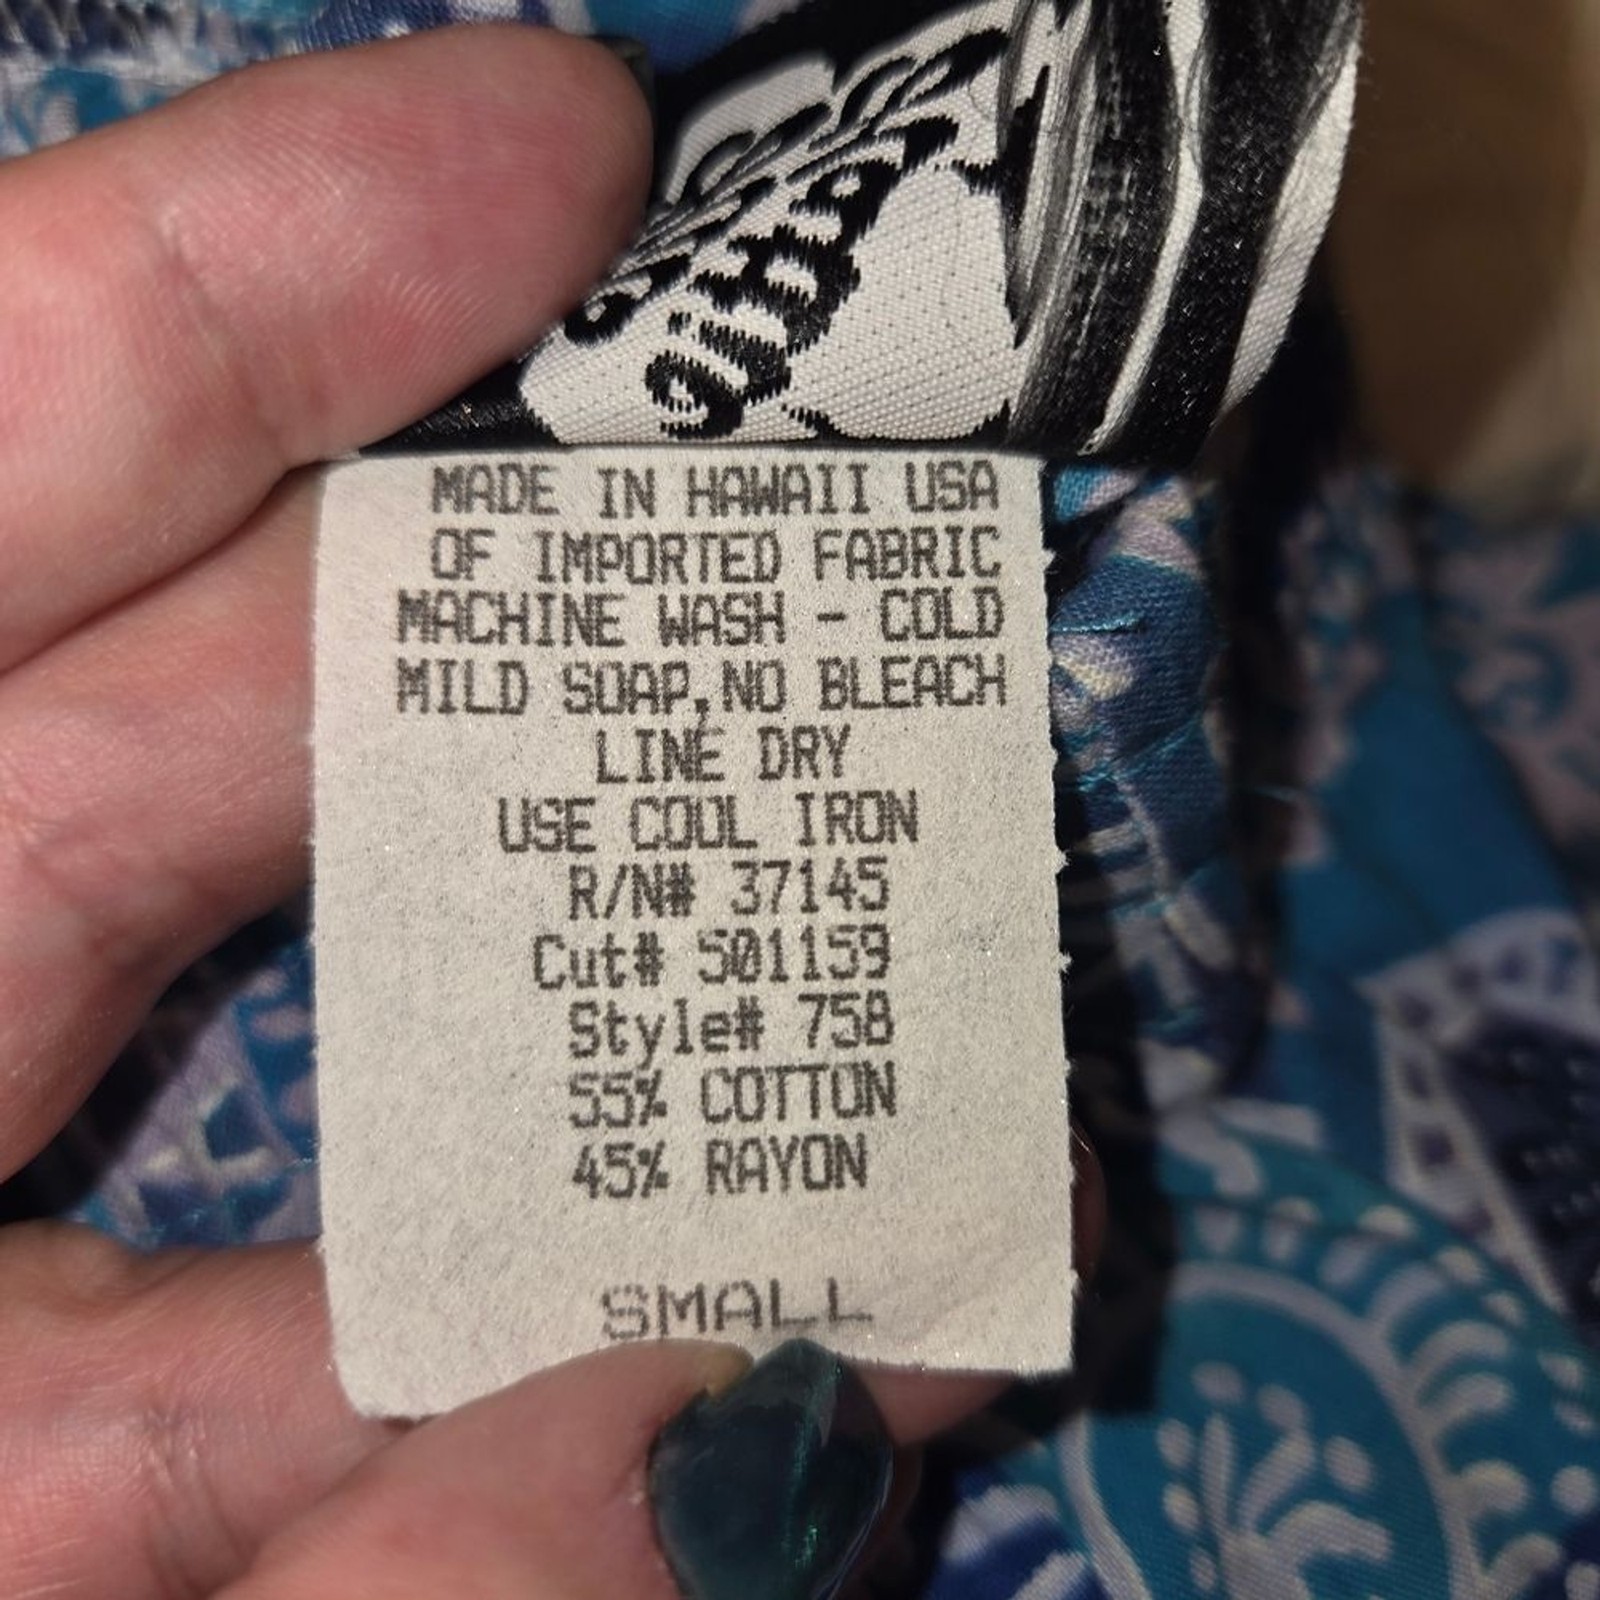 MADE IN HAWAII USA
OF IMPORTED FABRIC
MACHINE WASH - COLD
MILD SOAP,NO BLEACH
LINE DRY
USE COOL IRON
R/N# 37145
Cut# 501159
Style# 758
55% COTTON
45% RAYON
SMALL